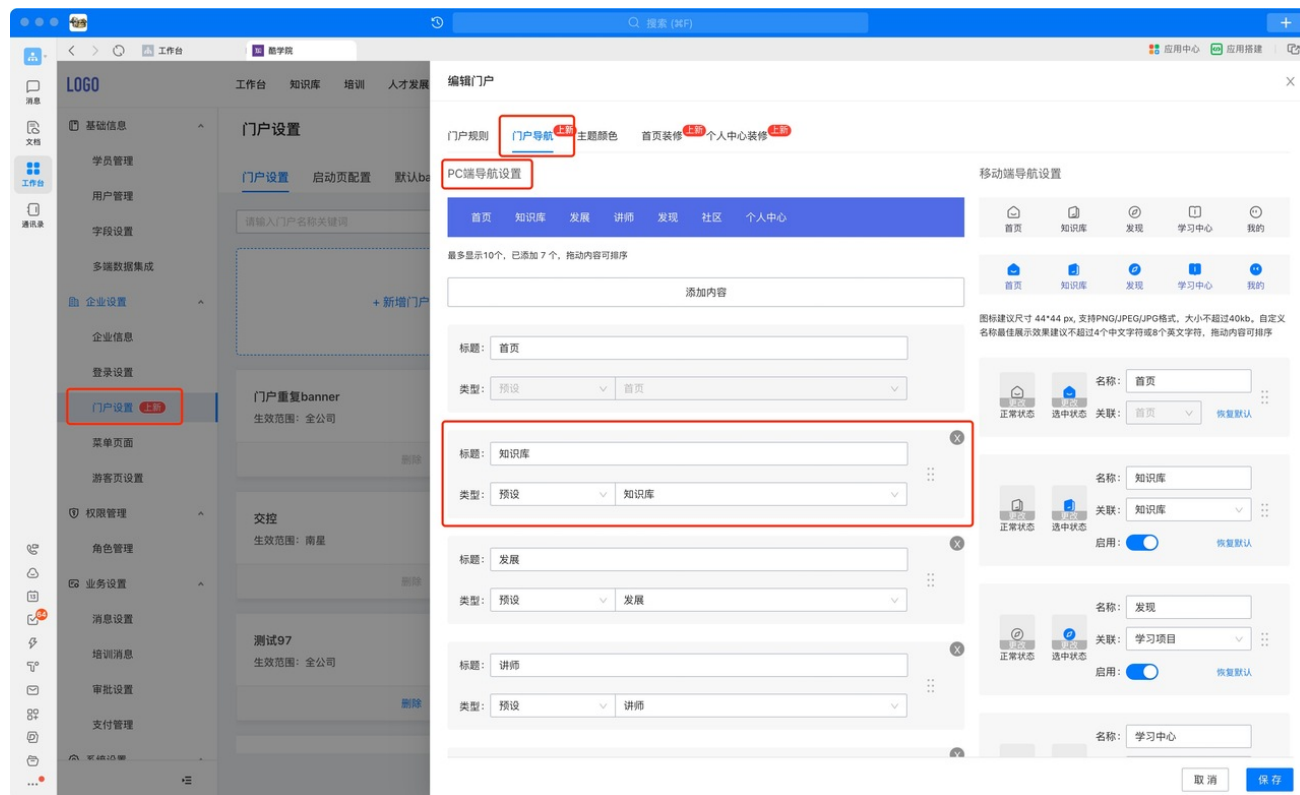 搜索 (⌘F)
工作台
酷学院
应用中心
应用搭建
消息
文档
工作台
通讯录
64
LOGO
工作台 知识库 培训 人才发展
基础信息
学员管理
用户管理
字段设置
多端数据集成
企业设置
企业信息
登录设置
门户设置 上新
菜单页面
游客页设置
权限管理
角色管理
业务设置
消息设置
培训消息
审批设置
支付管理
系统设置
门户设置
门户设置 启动页配置 默认ba
请输入门户名称关键词
+ 新增门户
门户重复banner
生效范围：全公司
删除
交控
生效范围：南星
删除
测试97
生效范围：全公司
删除
编辑门户
门户规则 门户导航 上新 主题颜色 首页装修 上新 个人中心装修 上新
PC端导航设置
首页 知识库 发展 讲师 发现 社区 个人中心
最多显示10个，已添加 7 个，拖动内容可排序
添加内容
标题： 首页
类型： 预设 首页
标题： 知识库
类型： 预设 知识库
标题： 发展
类型： 预设 发展
标题： 讲师
类型： 预设 讲师
移动端导航设置
首页 知识库 发现 学习中心 我的
首页 知识库 发现 学习中心 我的
图标建议尺寸 44*44 px, 支持PNG/JPEG/JPG格式，大小不超过40kb，自定义
名称最佳展示效果建议不超过4个中文字符或8个英文字符，拖动内容可排序
名称： 首页
更改 更改
正常状态 选中状态 关联： 首页 恢复默认
名称： 知识库
更改 更改 关联： 知识库
正常状态 选中状态
启用： 恢复默认
名称： 发现
更改 更改 关联： 学习项目
正常状态 选中状态
启用： 恢复默认
名称： 学习中心
取消 保存